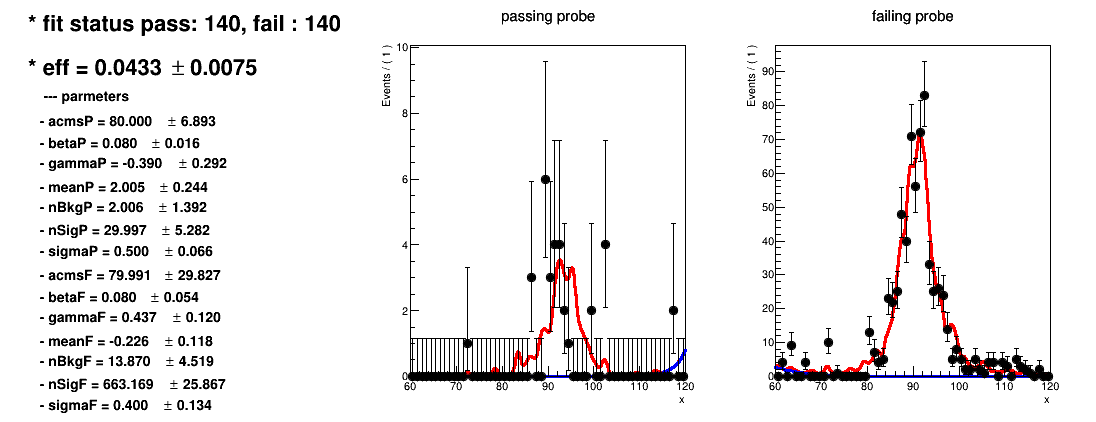 * fit status pass: 140, fail : 140
* eff = 0.0433 ± 0.0075
--- parmeters
- acmsP = 80.000 ± 6.893
- betaP = 0.080 ± 0.016
- gammaP = -0.390 ± 0.292
- meanP = 2.005 ± 0.244
- nBkgP = 2.006 ± 1.392
- nSigP = 29.997 ± 5.282
- sigmaP = 0.500 ± 0.066
- acmsF = 79.991 ± 29.827
- betaF = 0.080 ± 0.054
- gammaF = 0.437 ± 0.120
- meanF = -0.226 ± 0.118
- nBkgF = 13.870 ± 4.519
- nSigF = 663.169 ± 25.867
- sigmaF = 0.400 ± 0.134
passing probe
Events / ( 1 )
10
8
6
4
2
0
60 70 80 90 100 110 120
x
failing probe
Events / ( 1 )
90
80
70
60
50
40
30
20
10
0
60 70 80 90 100 110 120
x